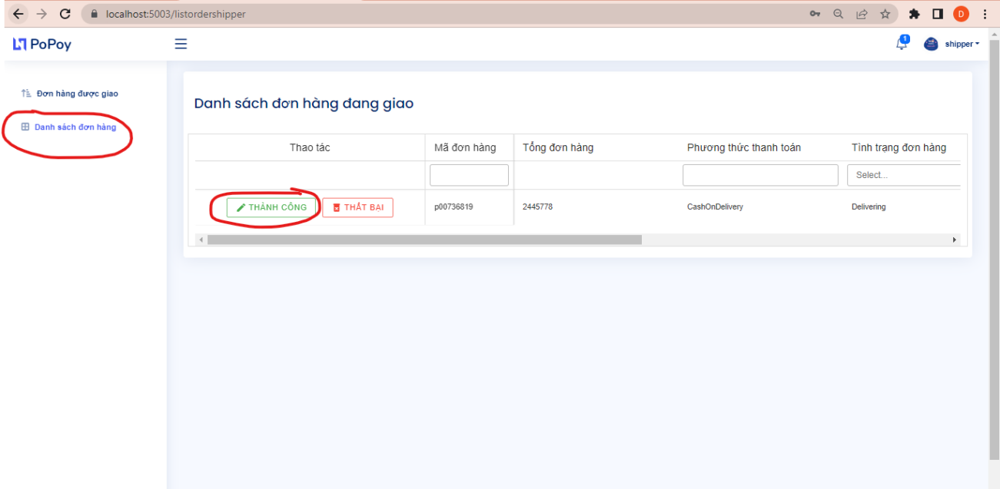 localhost:5003/listordershipper
D
PoPoy
1
shipper
Đơn hàng được giao
Danh sách đơn hàng
Danh sách đơn hàng đang giao
Thao tác Mã đơn hàng Tổng đơn hàng Phương thức thanh toán Tình trạng đơn hàng
Select...
THÀNH CÔNG THẤT BẠI p00736819 2445778 CashOnDelivery Delivering